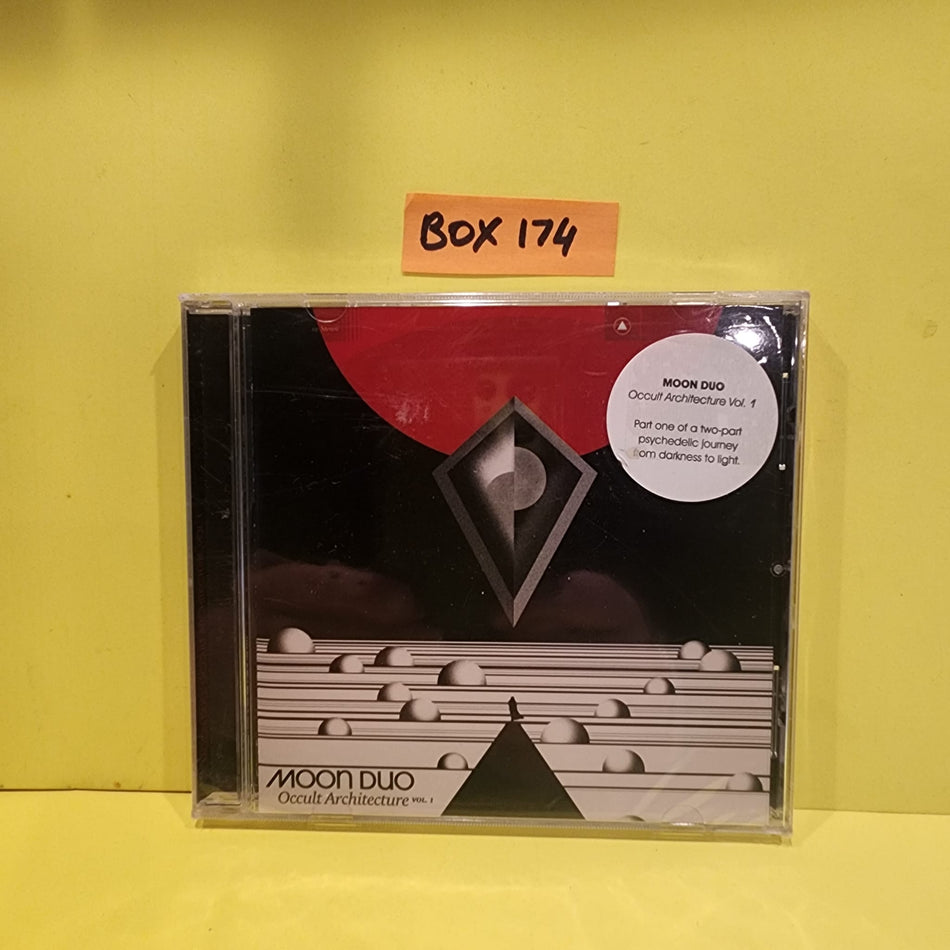 BOX 174
MOON DUO
Occult Architecture Vol. 1
Part one of a two-part
psychedelic journey
from darkness to light.
MOON DUO
Occult Architecture VOL. 1